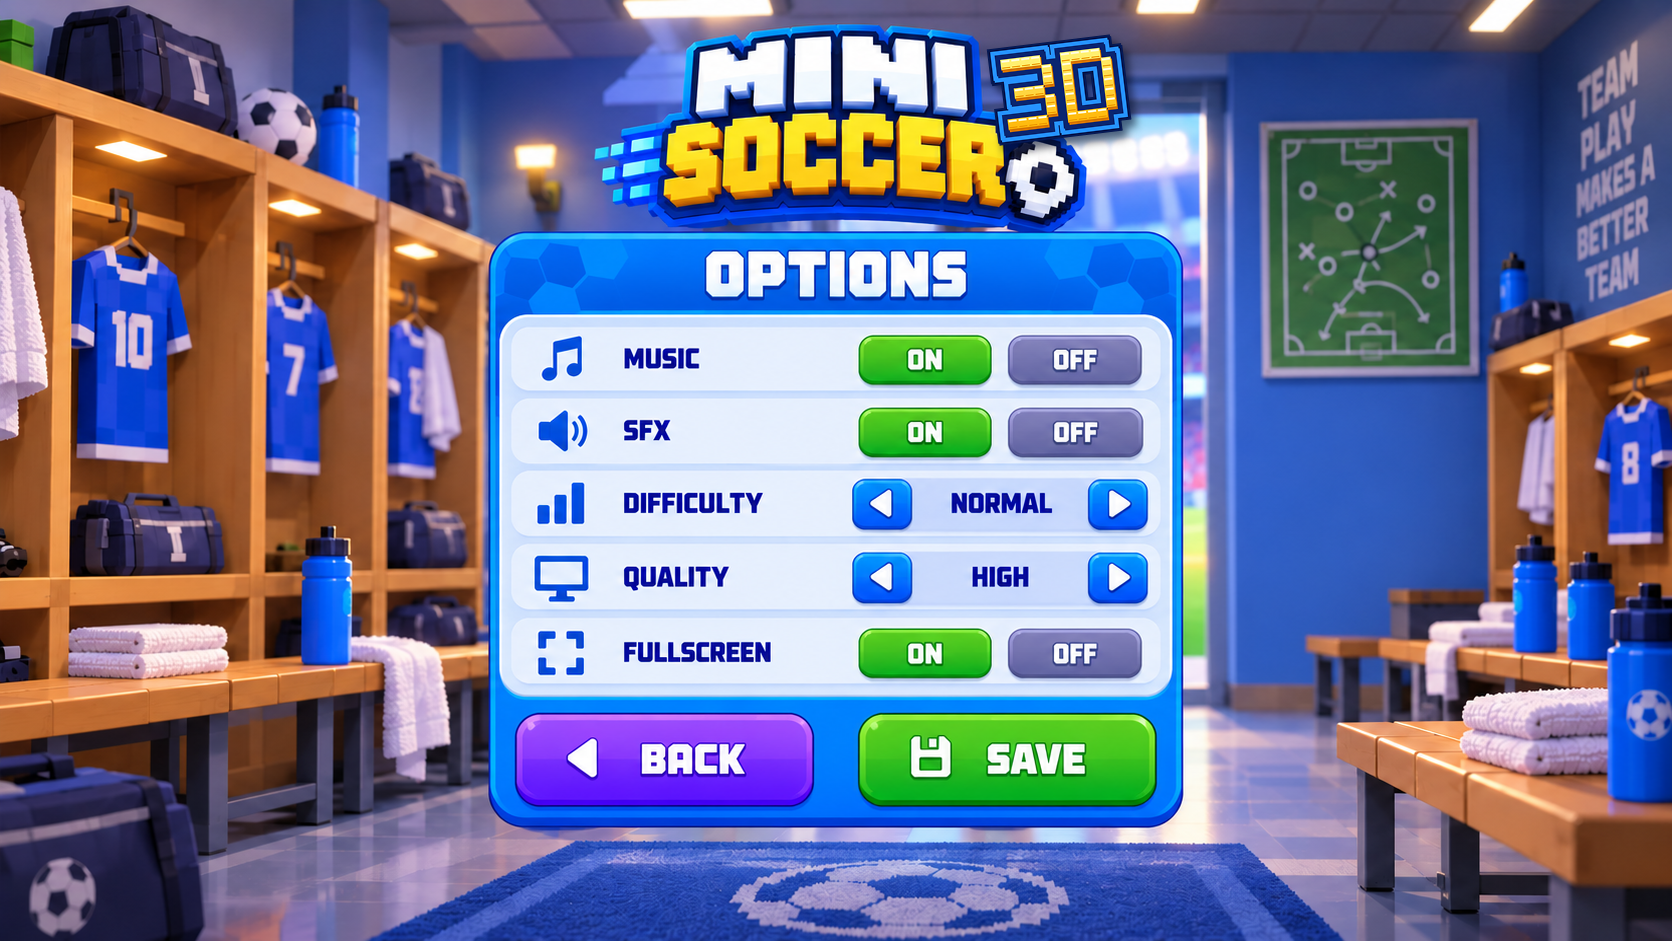 MINI
3D
SOCCER
OPTIONS
MUSIC ON OFF
SFX ON OFF
DIFFICULTY NORMAL
QUALITY HIGH
FULLSCREEN ON OFF
BACK SAVE
10
7
8
TEAM
PLAY
MAKES A
BETTER
TEAM